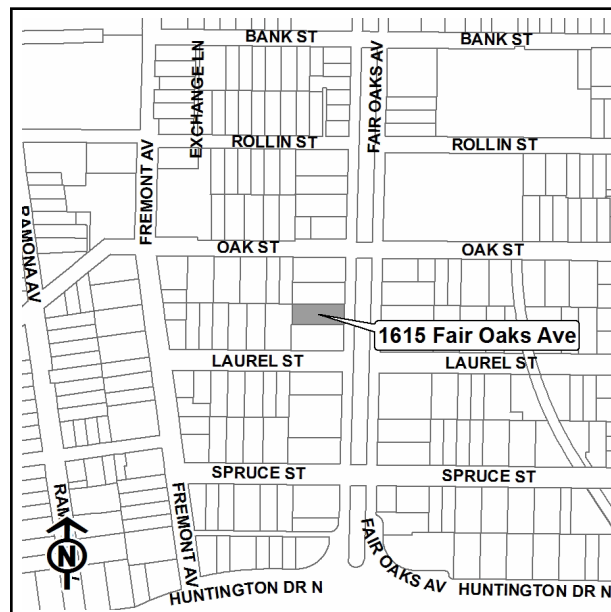 BANK ST
BANK ST
EXCHANGE LN
FAIR OAKS AV
ROLLIN ST
ROLLIN ST
FREMONT AV
RAMONA AV
OAK ST
OAK ST
1615 Fair Oaks Ave
LAUREL ST
LAUREL ST
SPRUCE ST
SPRUCE ST
RAM
FREMONT AV
FAIR OAKS AV
N
HUNTINGTON DR N
HUNTINGTON DR N